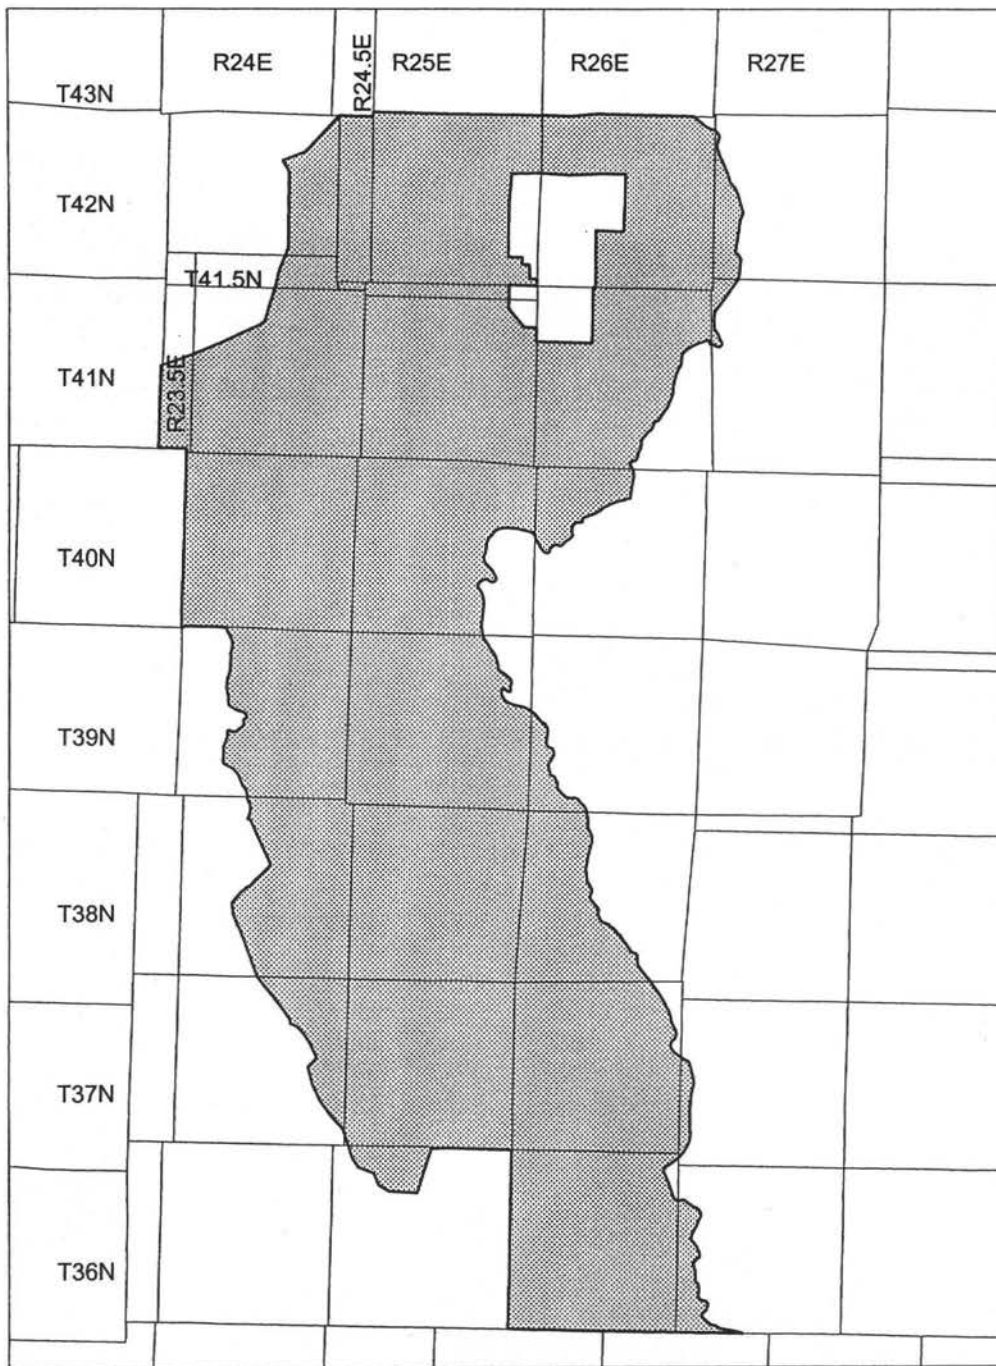 R24E
R24.5E
R25E
R26E
R27E
T43N
T42N
T41.5N
T41N
R23.5E
T40N
T39N
T38N
T37N
T36N